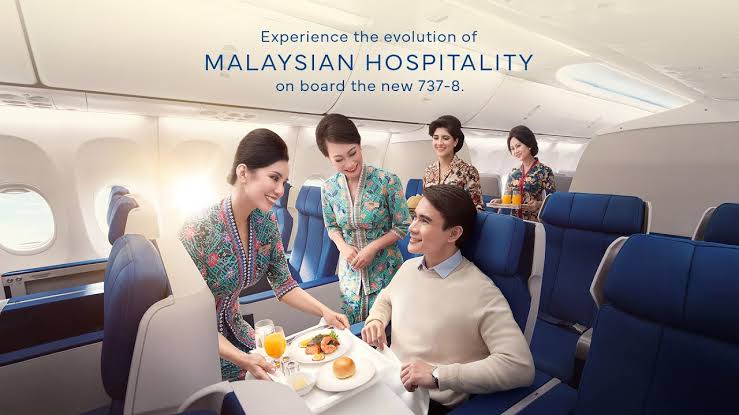 Experience the evolution of
MALAYSIAN HOSPITALITY
on board the new 737-8.